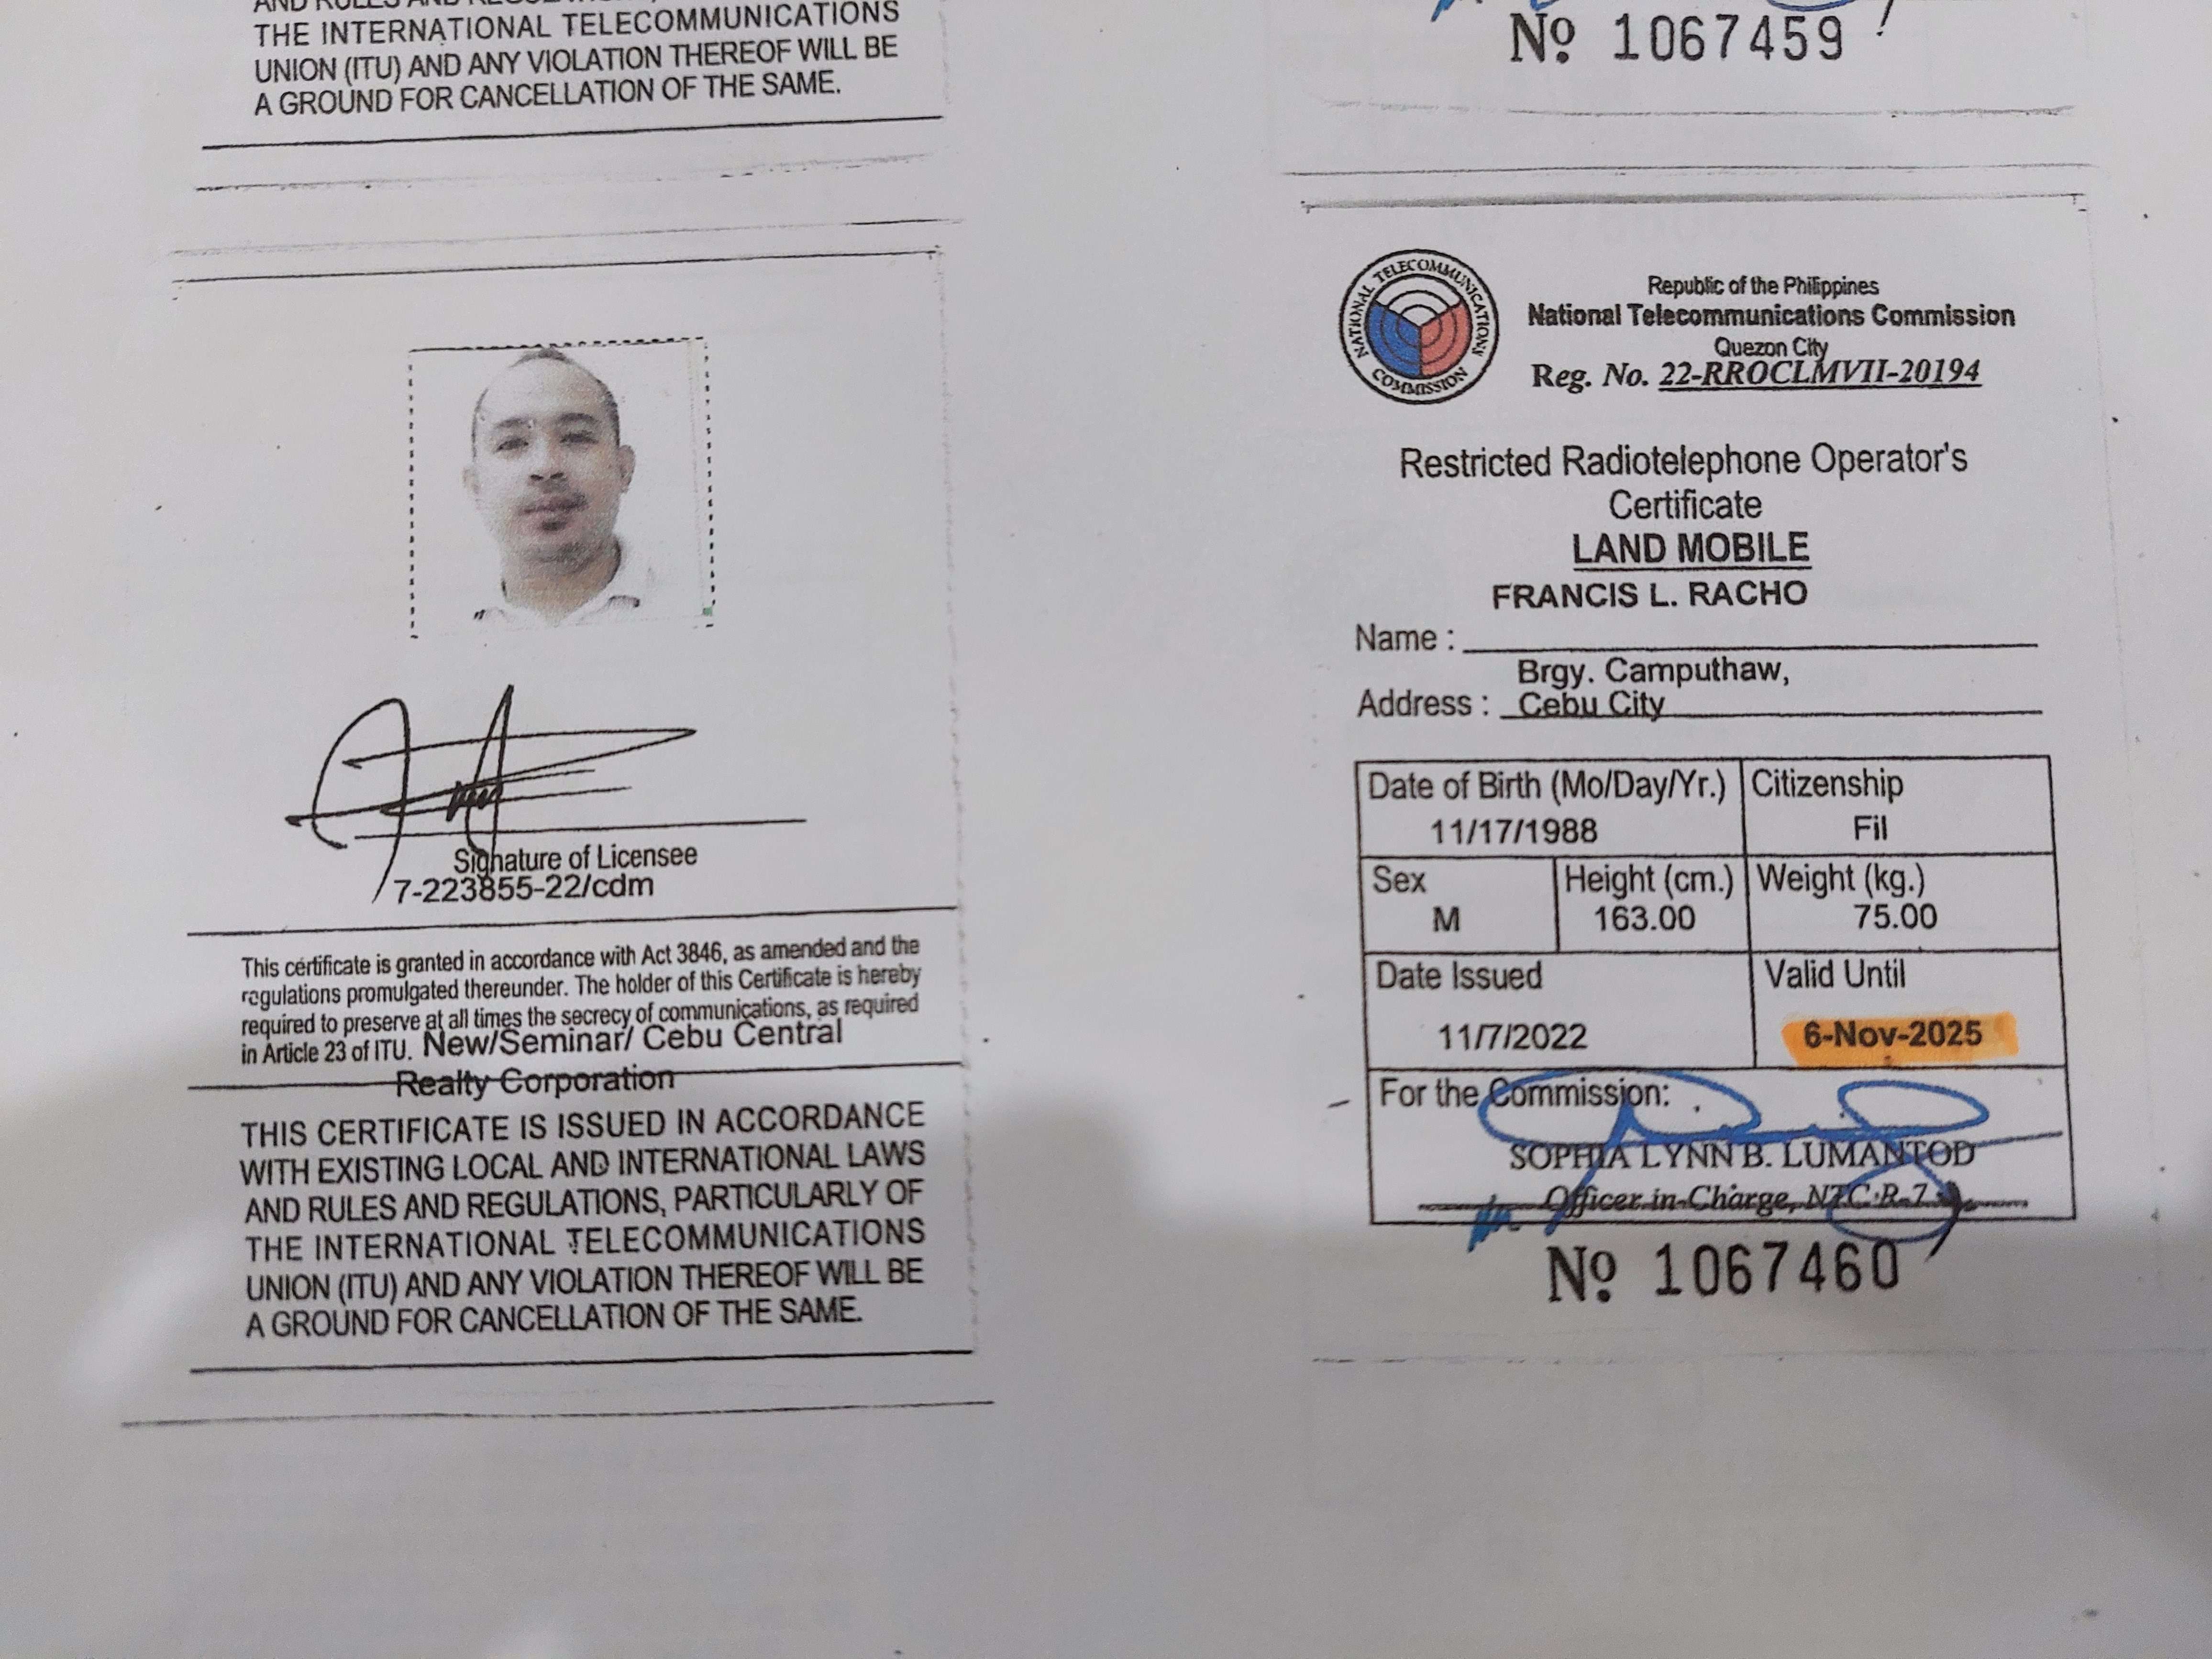 THE INTERNATIONAL TELECOMMUNICATIONS
UNION (ITU) AND ANY VIOLATION THEREOF WILL BE
A GROUND FOR CANCELLATION OF THE SAME.
Nº 1067459
Signature of Licensee
7-223855-22/cdm
This certificate is granted in accordance with Act 3846, as amended and the
regulations promulgated thereunder. The holder of this Certificate is hereby
required to preserve at all times the secrecy of communications, as required
in Article 23 of ITU. New/Seminar/ Cebu Central
Realty Corporation
THIS CERTIFICATE IS ISSUED IN ACCORDANCE
WITH EXISTING LOCAL AND INTERNATIONAL LAWS
AND RULES AND REGULATIONS, PARTICULARLY OF
THE INTERNATIONAL TELECOMMUNICATIONS
UNION (ITU) AND ANY VIOLATION THEREOF WILL BE
A GROUND FOR CANCELLATION OF THE SAME.
NATIONAL TELECOMMUNICATIONS COMMISSION
Republic of the Philippines
National Telecommunications Commission
Quezon City
Reg. No. 22-RROCLMVII-20194
Restricted Radiotelephone Operator's
Certificate
LAND MOBILE
FRANCIS L. RACHO
Name :
Brgy. Camputhaw,
Address : Cebu City
Date of Birth (Mo/Day/Yr.) Citizenship
11/17/1988 Fil
Sex Height (cm.) Weight (kg.)
M 163.00 75.00
Date Issued Valid Until
11/7/2022 6-Nov-2025
For the Commission:
SOPHIA LYNN B. LUMANTOD
Officer-in-Charge, NTC-R-7
Nº 1067460